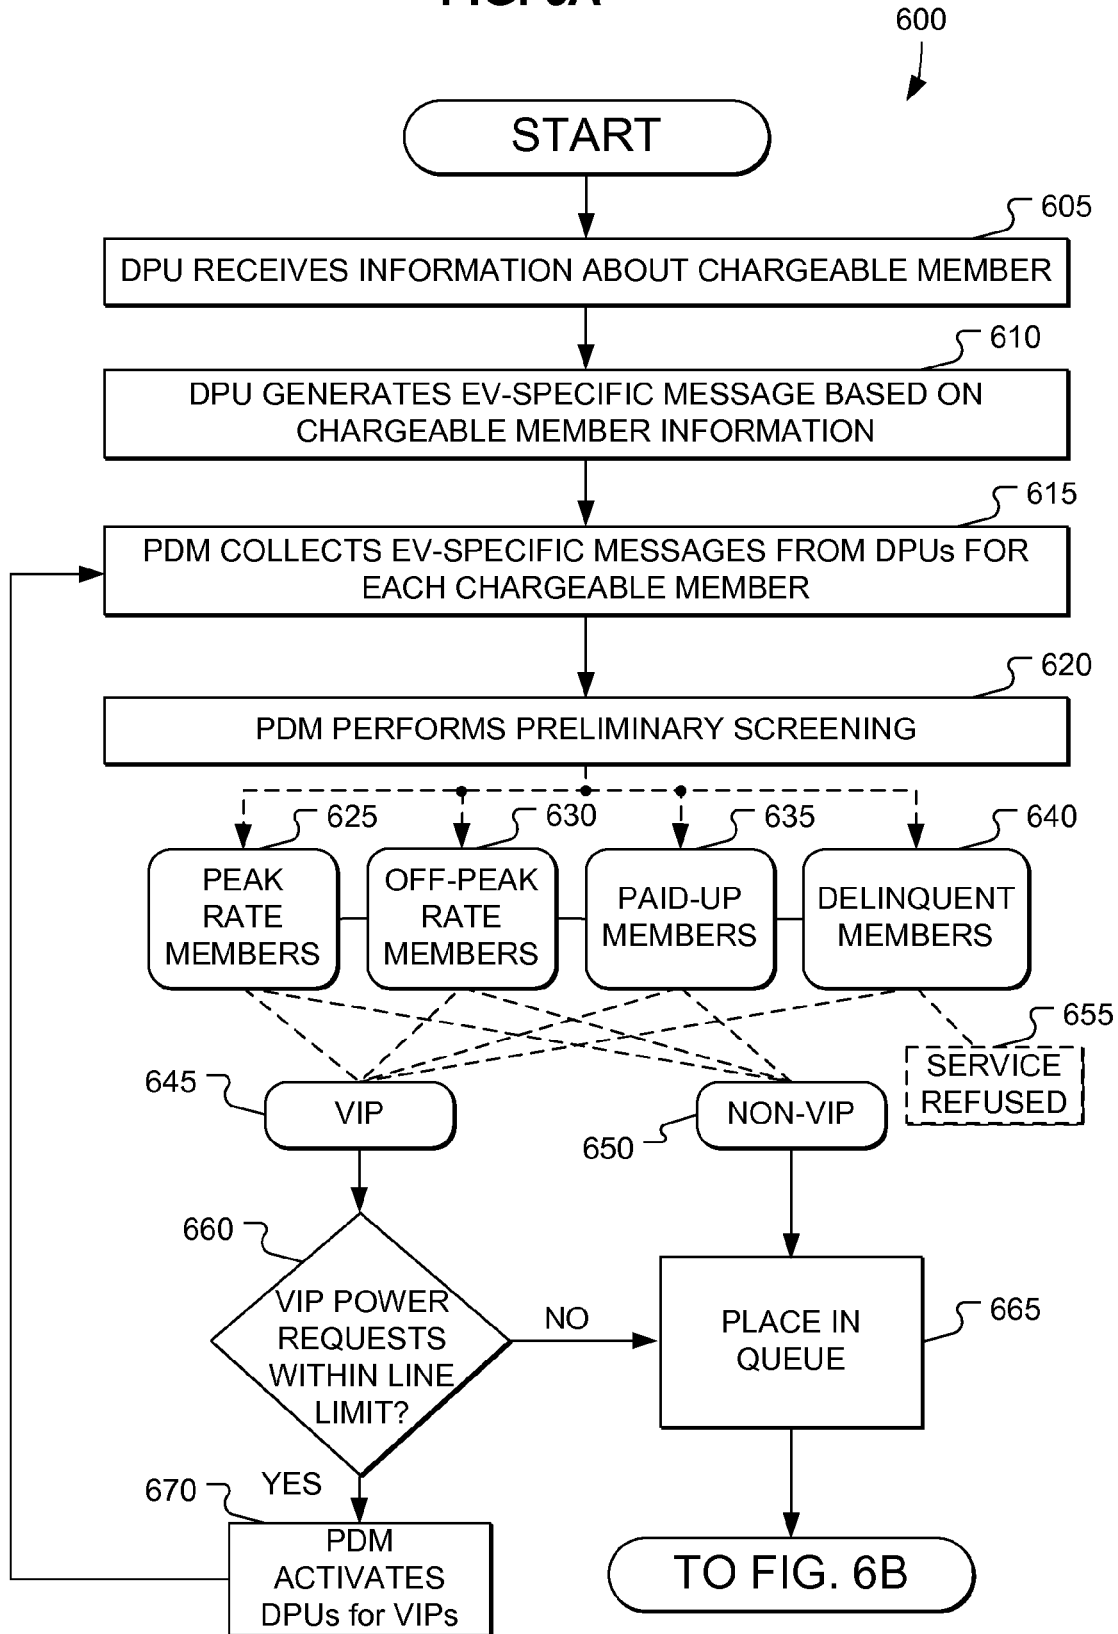 600
START
605
DPU RECEIVES INFORMATION ABOUT CHARGEABLE MEMBER
610
DPU GENERATES EV-SPECIFIC MESSAGE BASED ON
CHARGEABLE MEMBER INFORMATION
615
PDM COLLECTS EV-SPECIFIC MESSAGES FROM DPUs FOR
EACH CHARGEABLE MEMBER
620
PDM PERFORMS PRELIMINARY SCREENING
625
630
635
640
PEAK
RATE
MEMBERS
OFF-PEAK
RATE
MEMBERS
PAID-UP
MEMBERS
DELINQUENT
MEMBERS
655
SERVICE
REFUSED
645
VIP
650
NON-VIP
660
VIP POWER
REQUESTS
WITHIN LINE
LIMIT?
NO
PLACE IN
QUEUE
665
YES
670
PDM
ACTIVATES
DPUs for VIPs
TO FIG. 6B